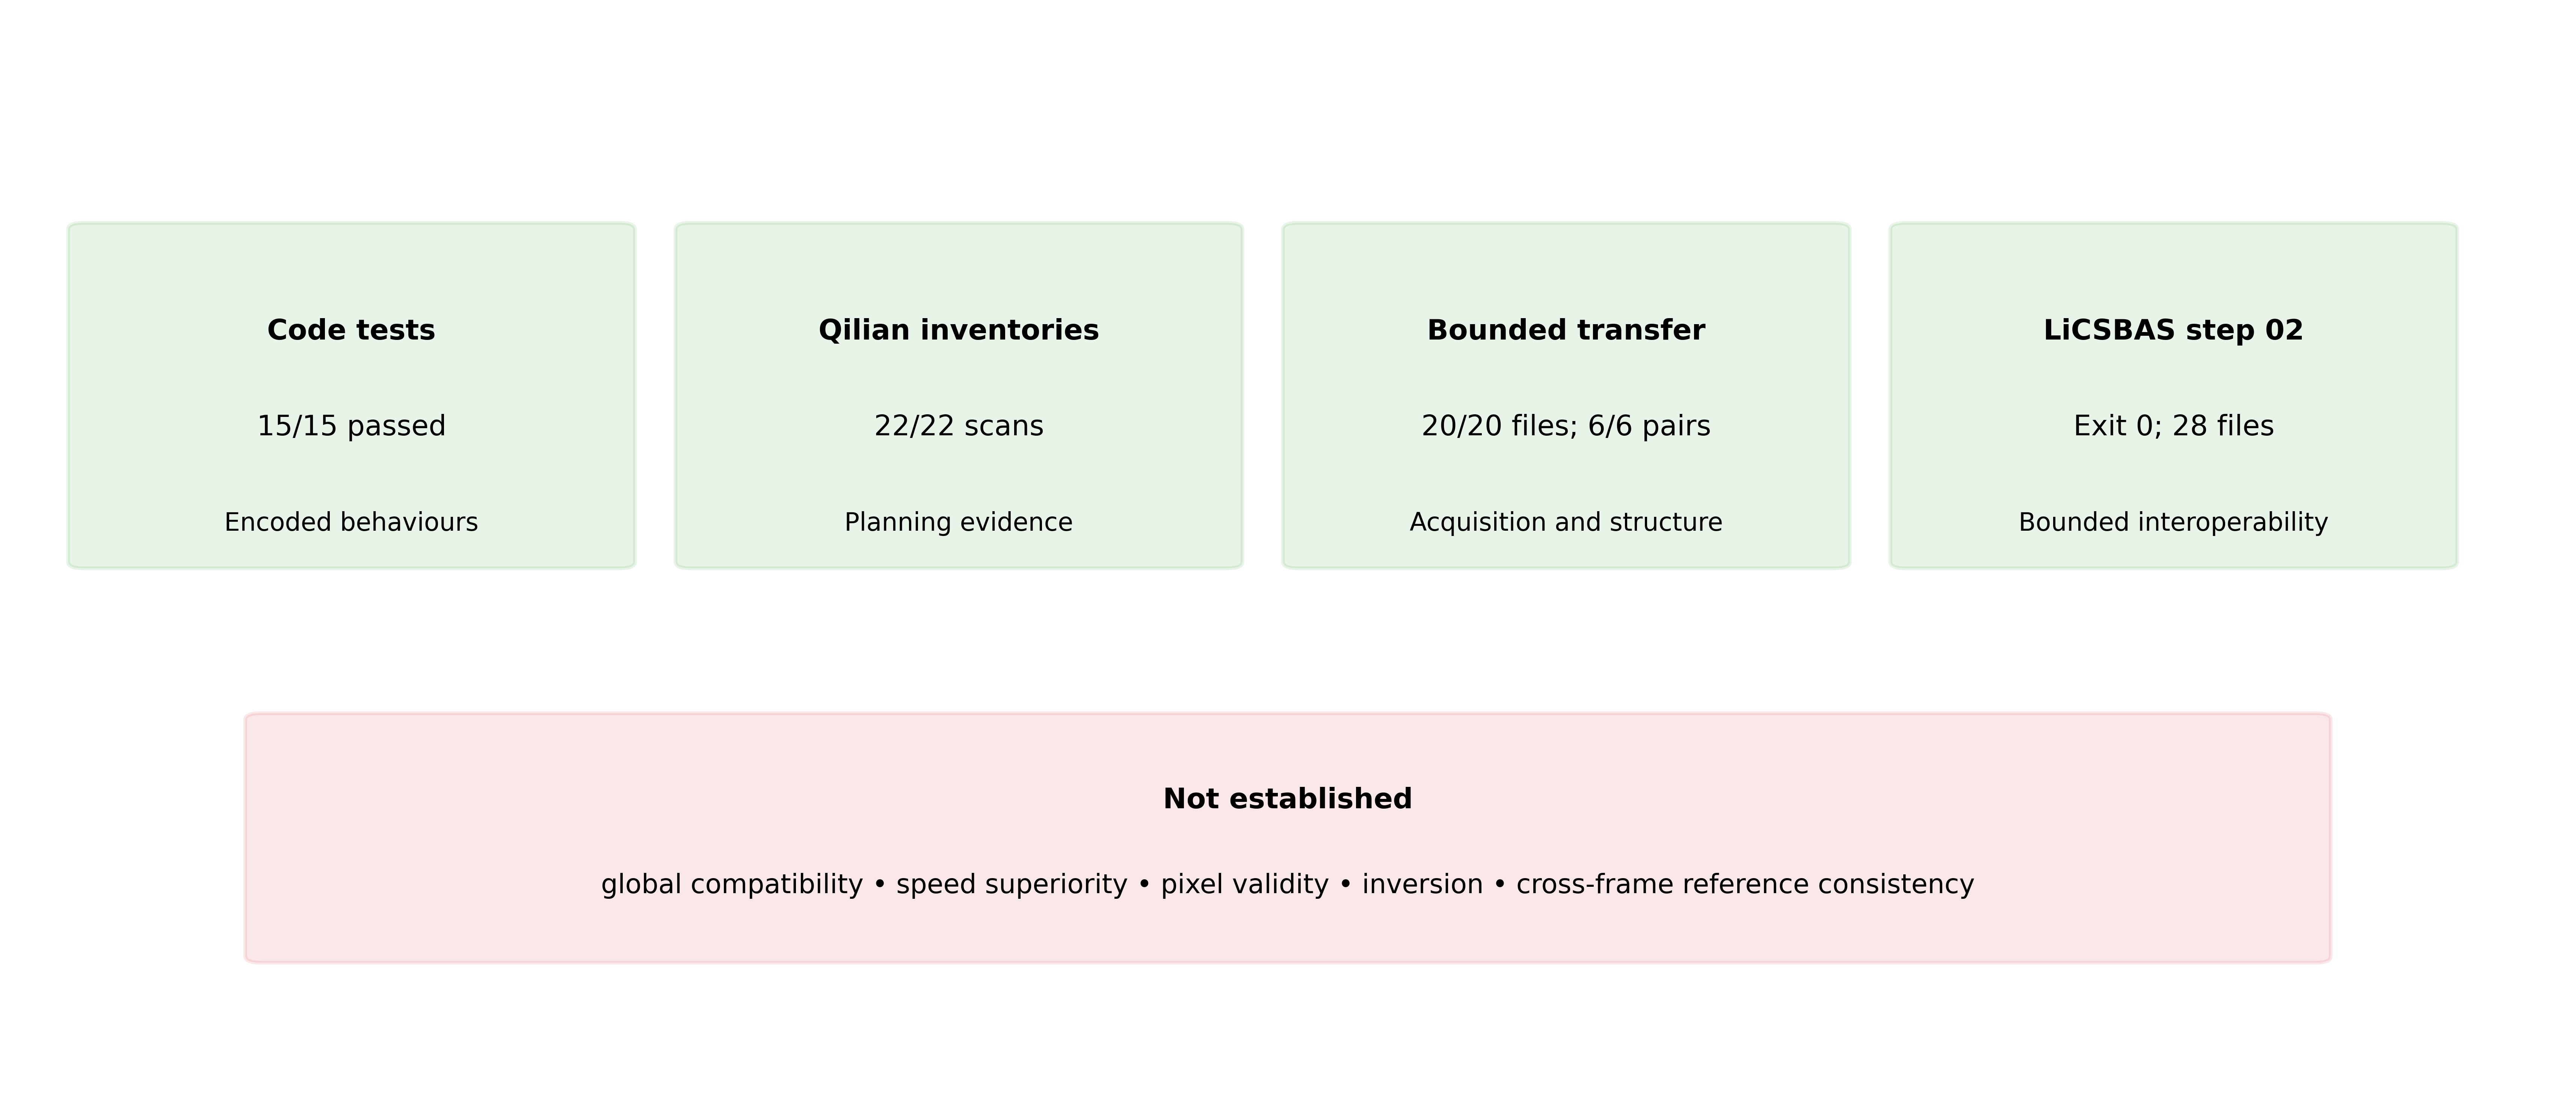 Code tests
15/15 passed
Encoded behaviours
Qilian inventories
22/22 scans
Planning evidence
Bounded transfer
20/20 files; 6/6 pairs
Acquisition and structure
LiCSBAS step 02
Exit 0; 28 files
Bounded interoperability
Not established
global compatibility • speed superiority • pixel validity • inversion • cross-frame reference consistency